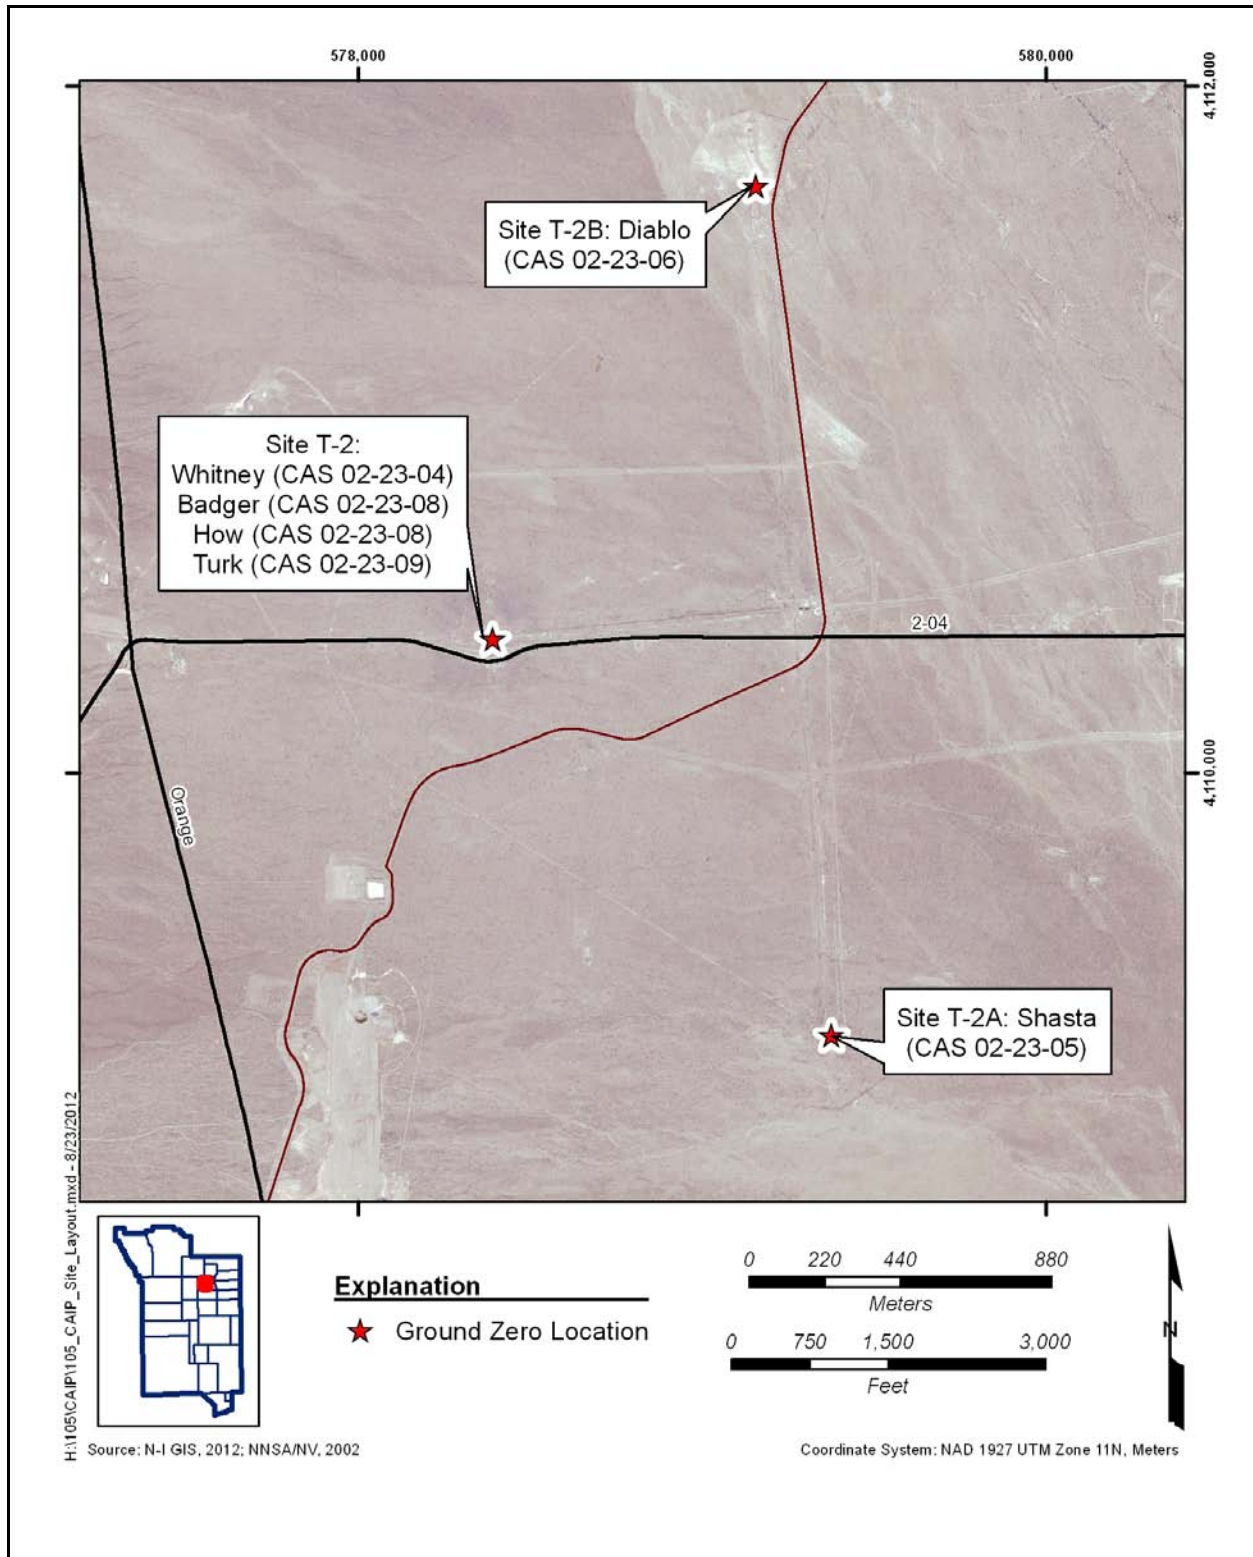 578,000
580,000
4,112,000
Site T-2B: Diablo
(CAS 02-23-06)
Site T-2:
Whitney (CAS 02-23-04)
Badger (CAS 02-23-08)
How (CAS 02-23-08)
Turk (CAS 02-23-09)
2-04
4,110,000
Orange
Site T-2A: Shasta
(CAS 02-23-05)
H:\105\CAIP\105_CAIP_Site_Layout.mxd - 8/23/2012
Explanation
Ground Zero Location
0 220 440 880
Meters
0 750 1,500 3,000
Feet
N
Source: N-I GIS, 2012; NNSA/NV, 2002
Coordinate System: NAD 1927 UTM Zone 11N, Meters